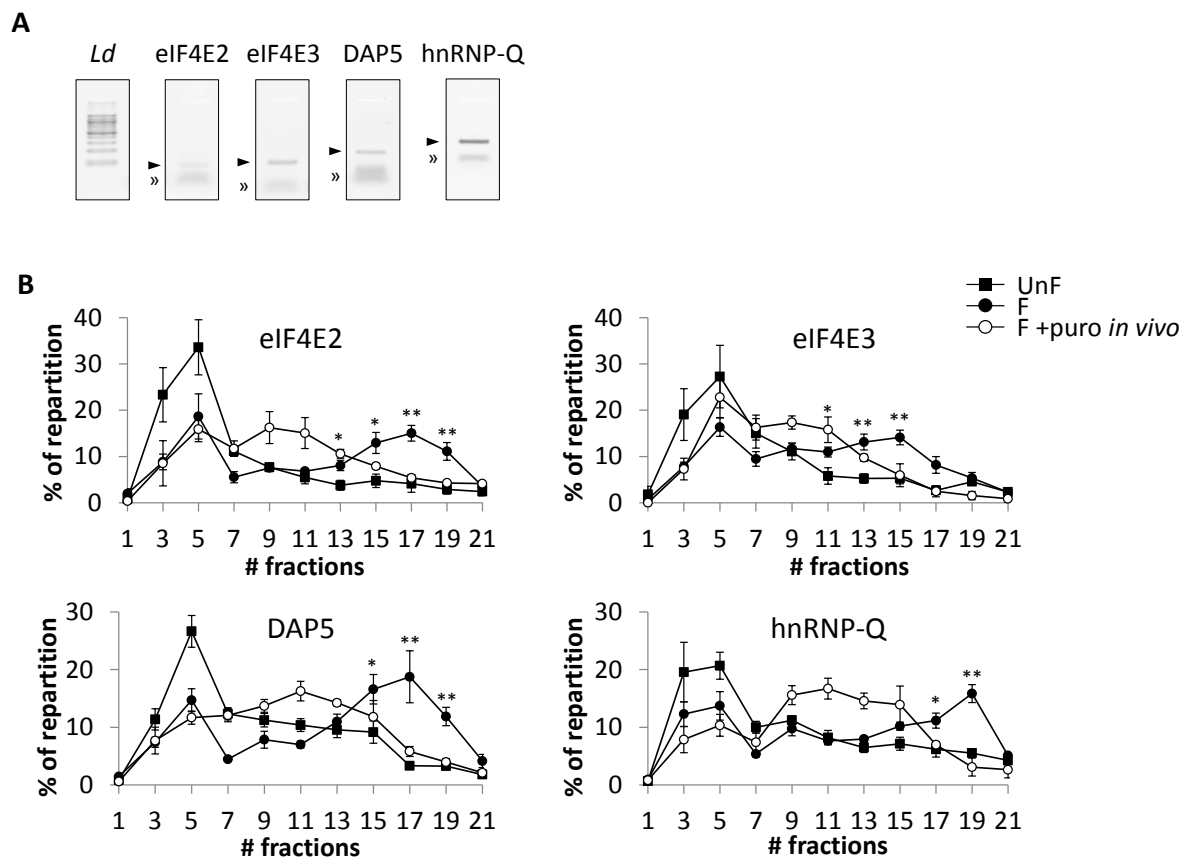 A
Ld eIF4E2 eIF4E3 DAP5 hnRNP-Q
»
»
»
»
B
UnF
F
F +puro in vivo
eIF4E2
% of repartition
40
30
20
10
0
* * ** **
1 3 5 7 9 11 13 15 17 19 21
# fractions
eIF4E3
% of repartition
40
30
20
10
0
* ** **
1 3 5 7 9 11 13 15 17 19 21
# fractions
DAP5
% of repartition
30
20
10
0
* ** **
1 3 5 7 9 11 13 15 17 19 21
# fractions
hnRNP-Q
% of repartition
30
20
10
0
* **
1 3 5 7 9 11 13 15 17 19 21
# fractions